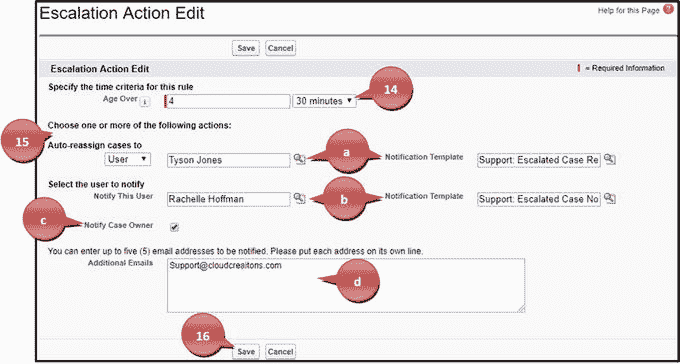 Escalation Action Edit
Help for this Page ?
Save Cancel
Escalation Action Edit
= Required Information
Specify the time criteria for this rule
Age Over i 4 30 minutes
14
Choose one or more of the following actions:
15
Auto-reassign cases to
User Tyson Jones a Notification Template Support: Escalated Case Re
Select the user to notify
Notify This User Rachelle Hoffman b Notification Template Support: Escalated Case No
c Notify Case Owner
You can enter up to five (5) email addresses to be notified. Please put each address on its own line.
Additional Emails Support@cloudcreaitons.com
d
16
Save Cancel